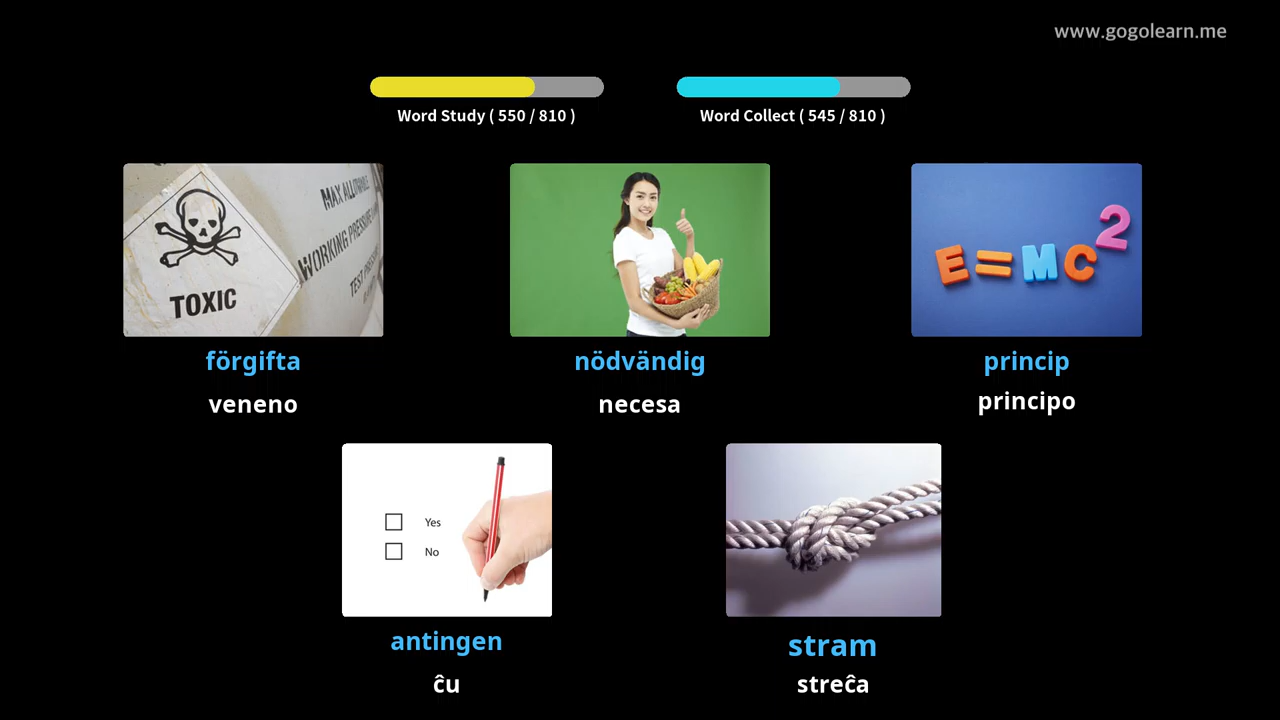 www.gogolearn.me
Word Study ( 550 / 810 )
Word Collect ( 545 / 810 )
MAX ALLOWABLE
WORKING PRESSURE
TEST PRESSURE
TOXIC
E=MC2
förgifta
nödvändig
princip
veneno
necesa
principo
Yes
No
antingen
stram
ĉu
streĉa